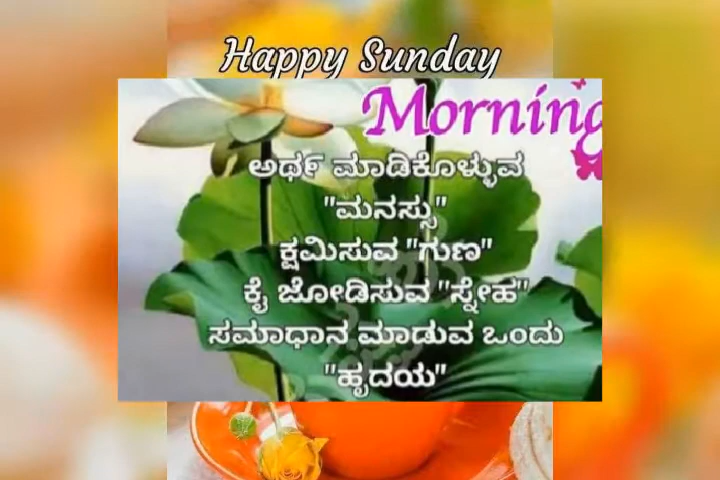 Happy Sunday
Morning
ಅರ್ಥ ಮಾಡಿಕೊಳ್ಳುವ
"ಮನಸ್ಸು"
ಕ್ಷಮಿಸುವ "ಗುಣ"
ಕೈ ಜೋಡಿಸುವ "ಸ್ನೇಹ"
ಸಮಾಧಾನ ಮಾಡುವ ಒಂದು
"ಹೃದಯ"